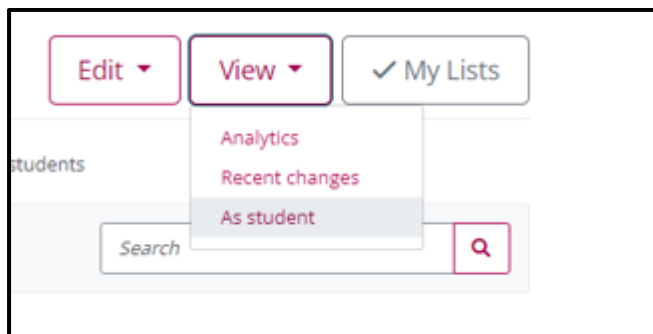 Edit View My Lists
Analytics
students
Recent changes
As student
Search